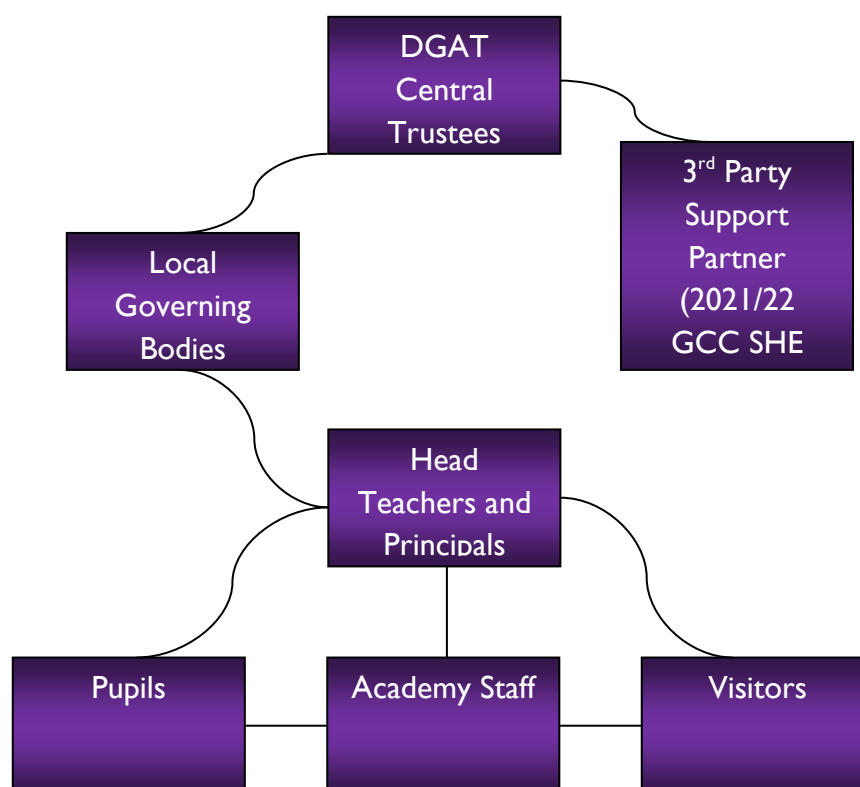 DGAT
Central
Trustees
3rd Party
Support
Partner
(2021/22
GCC SHE
Local
Governing
Bodies
Head
Teachers and
Principals
Pupils
Academy Staff
Visitors